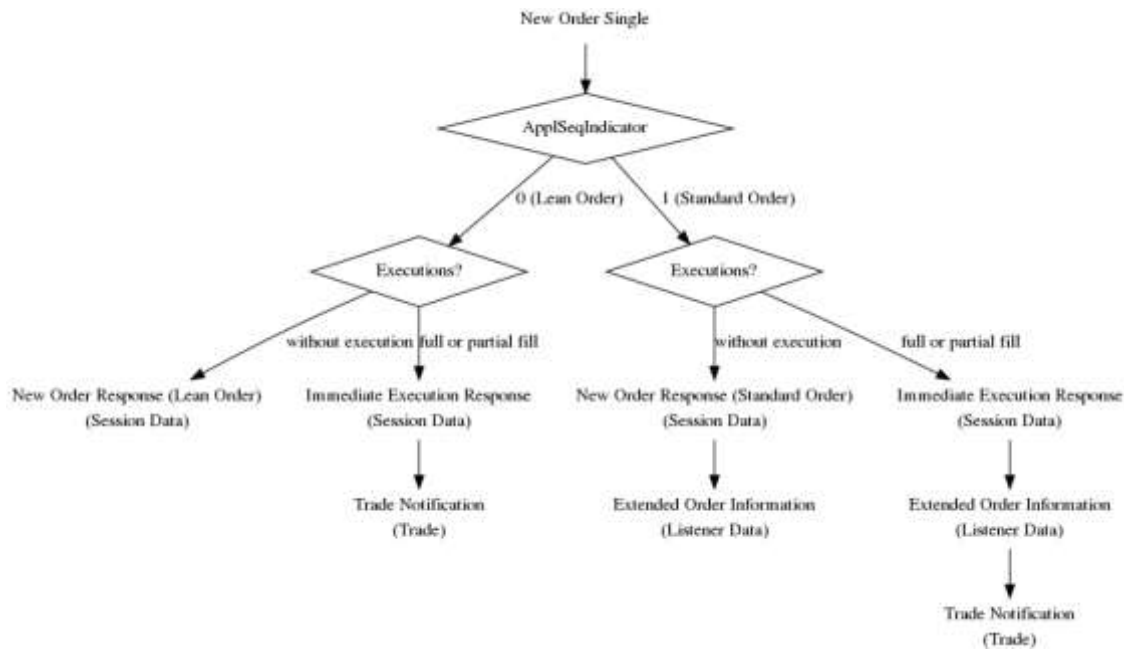 New Order Single
ApplSeqIndicator
0 (Lean Order)
1 (Standard Order)
Executions?
Executions?
without execution
full or partial fill
without execution
full or partial fill
New Order Response (Lean Order)
(Session Data)
Immediate Execution Response
(Session Data)
New Order Response (Standard Order)
(Session Data)
Immediate Execution Response
(Session Data)
Trade Notification
(Trade)
Extended Order Information
(Listener Data)
Extended Order Information
(Listener Data)
Trade Notification
(Trade)